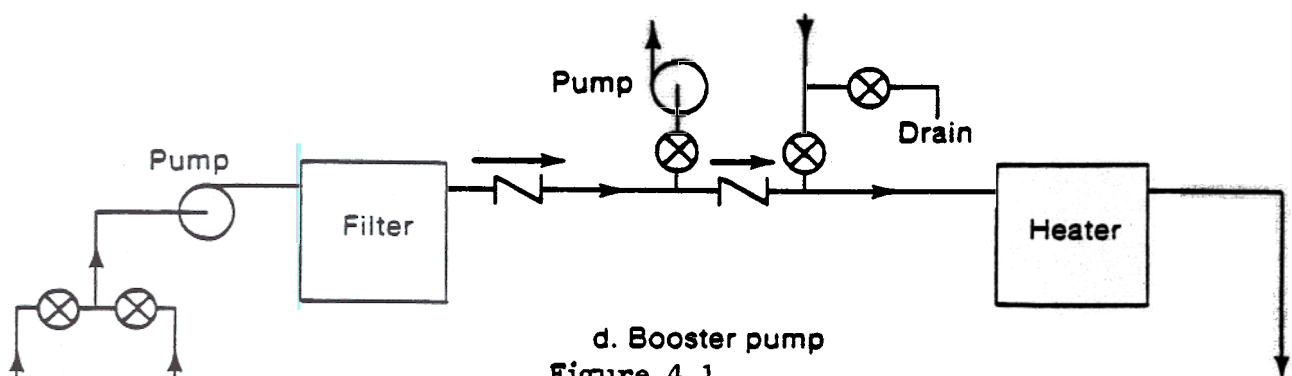 Pump
Drain
Pump
Filter
Heater
d. Booster pump
Figure 4.1